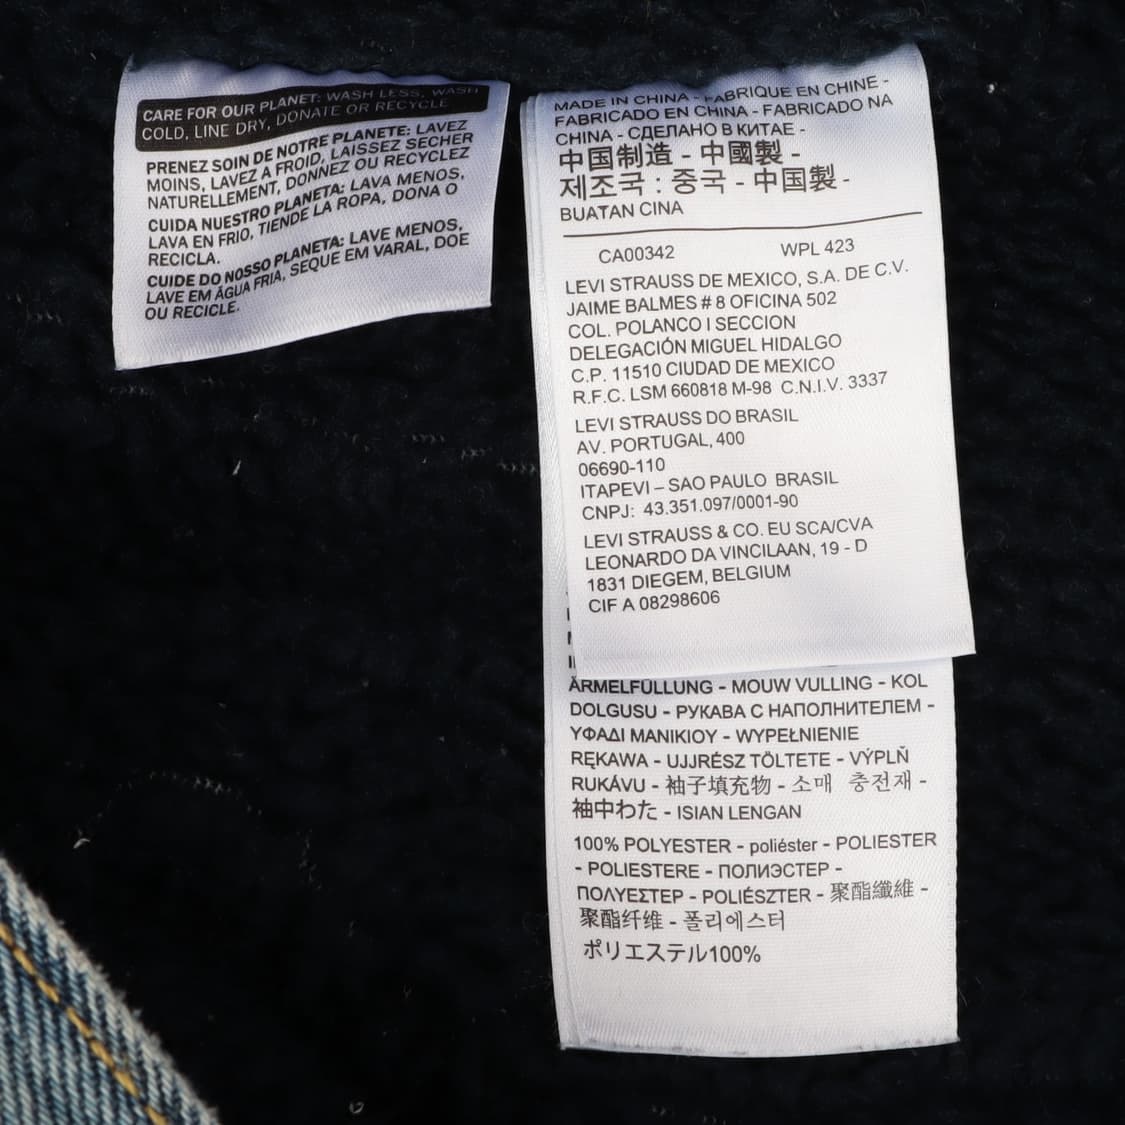 CARE FOR OUR PLANET: WASH LESS, WASH
COLD, LINE DRY, DONATE OR RECYCLE
PRENEZ SOIN DE NOTRE PLANETE: LAVEZ
MOINS, LAVEZ A FROID, LAISSEZ SECHER
NATURELLEMENT, DONNEZ OU RECYCLEZ
CUIDA NUESTRO PLANETA: LAVA MENOS,
LAVA EN FRIO, TIENDE LA ROPA, DONA O
RECICLA.
CUIDE DO NOSSO PLANETA: LAVE MENOS,
LAVE EM ÁGUA FRIA, SEQUE EM VARAL, DOE
OU RECICLE.
MADE IN CHINA - FABRIQUE EN CHINE -
FABRICADO EN CHINA - FABRICADO NA
CHINA - СДЕЛАНО В КИТАЕ -
中国制造 - 中國製 -
제조국 : 중국 - 中国製 -
BUATAN CINA
CA00342 WPL 423
LEVI STRAUSS DE MEXICO, S.A. DE C.V.
JAIME BALMES # 8 OFICINA 502
COL. POLANCO I SECCION
DELEGACIÓN MIGUEL HIDALGO
C.P. 11510 CIUDAD DE MEXICO
R.F.C. LSM 660818 M-98 C.N.I.V. 3337
LEVI STRAUSS DO BRASIL
AV. PORTUGAL, 400
06690-110
ITAPEVI – SAO PAULO BRASIL
CNPJ: 43.351.097/0001-90
LEVI STRAUSS & CO. EU SCA/CVA
LEONARDO DA VINCILAAN, 19 - D
1831 DIEGEM, BELGIUM
CIF A 08298606
ÄRMELFÜLLUNG - MOUW VULLING - KOL
DOLGUSU - РУКАВА С НАПОЛНИТЕЛЕМ -
ΥΦΑΔΙ ΜΑΝΙΚΙΟΥ - WYPEŁNIENIE
RĘKAWA - UJJRÉSZ TÖLTETE - VÝPLŇ
RUKÁVU - 袖子填充物 - 소매 충전재 -
袖中わた - ISIAN LENGAN
100% POLYESTER - poliéster - POLIESTER
- POLIESTERE - ПОЛИЭСТЕР -
ΠΟΛΥΕΣΤΕΡ - POLIÉSZTER - 聚酯纖維 -
聚酯纤维 - 폴리에스터
ポリエステル100%